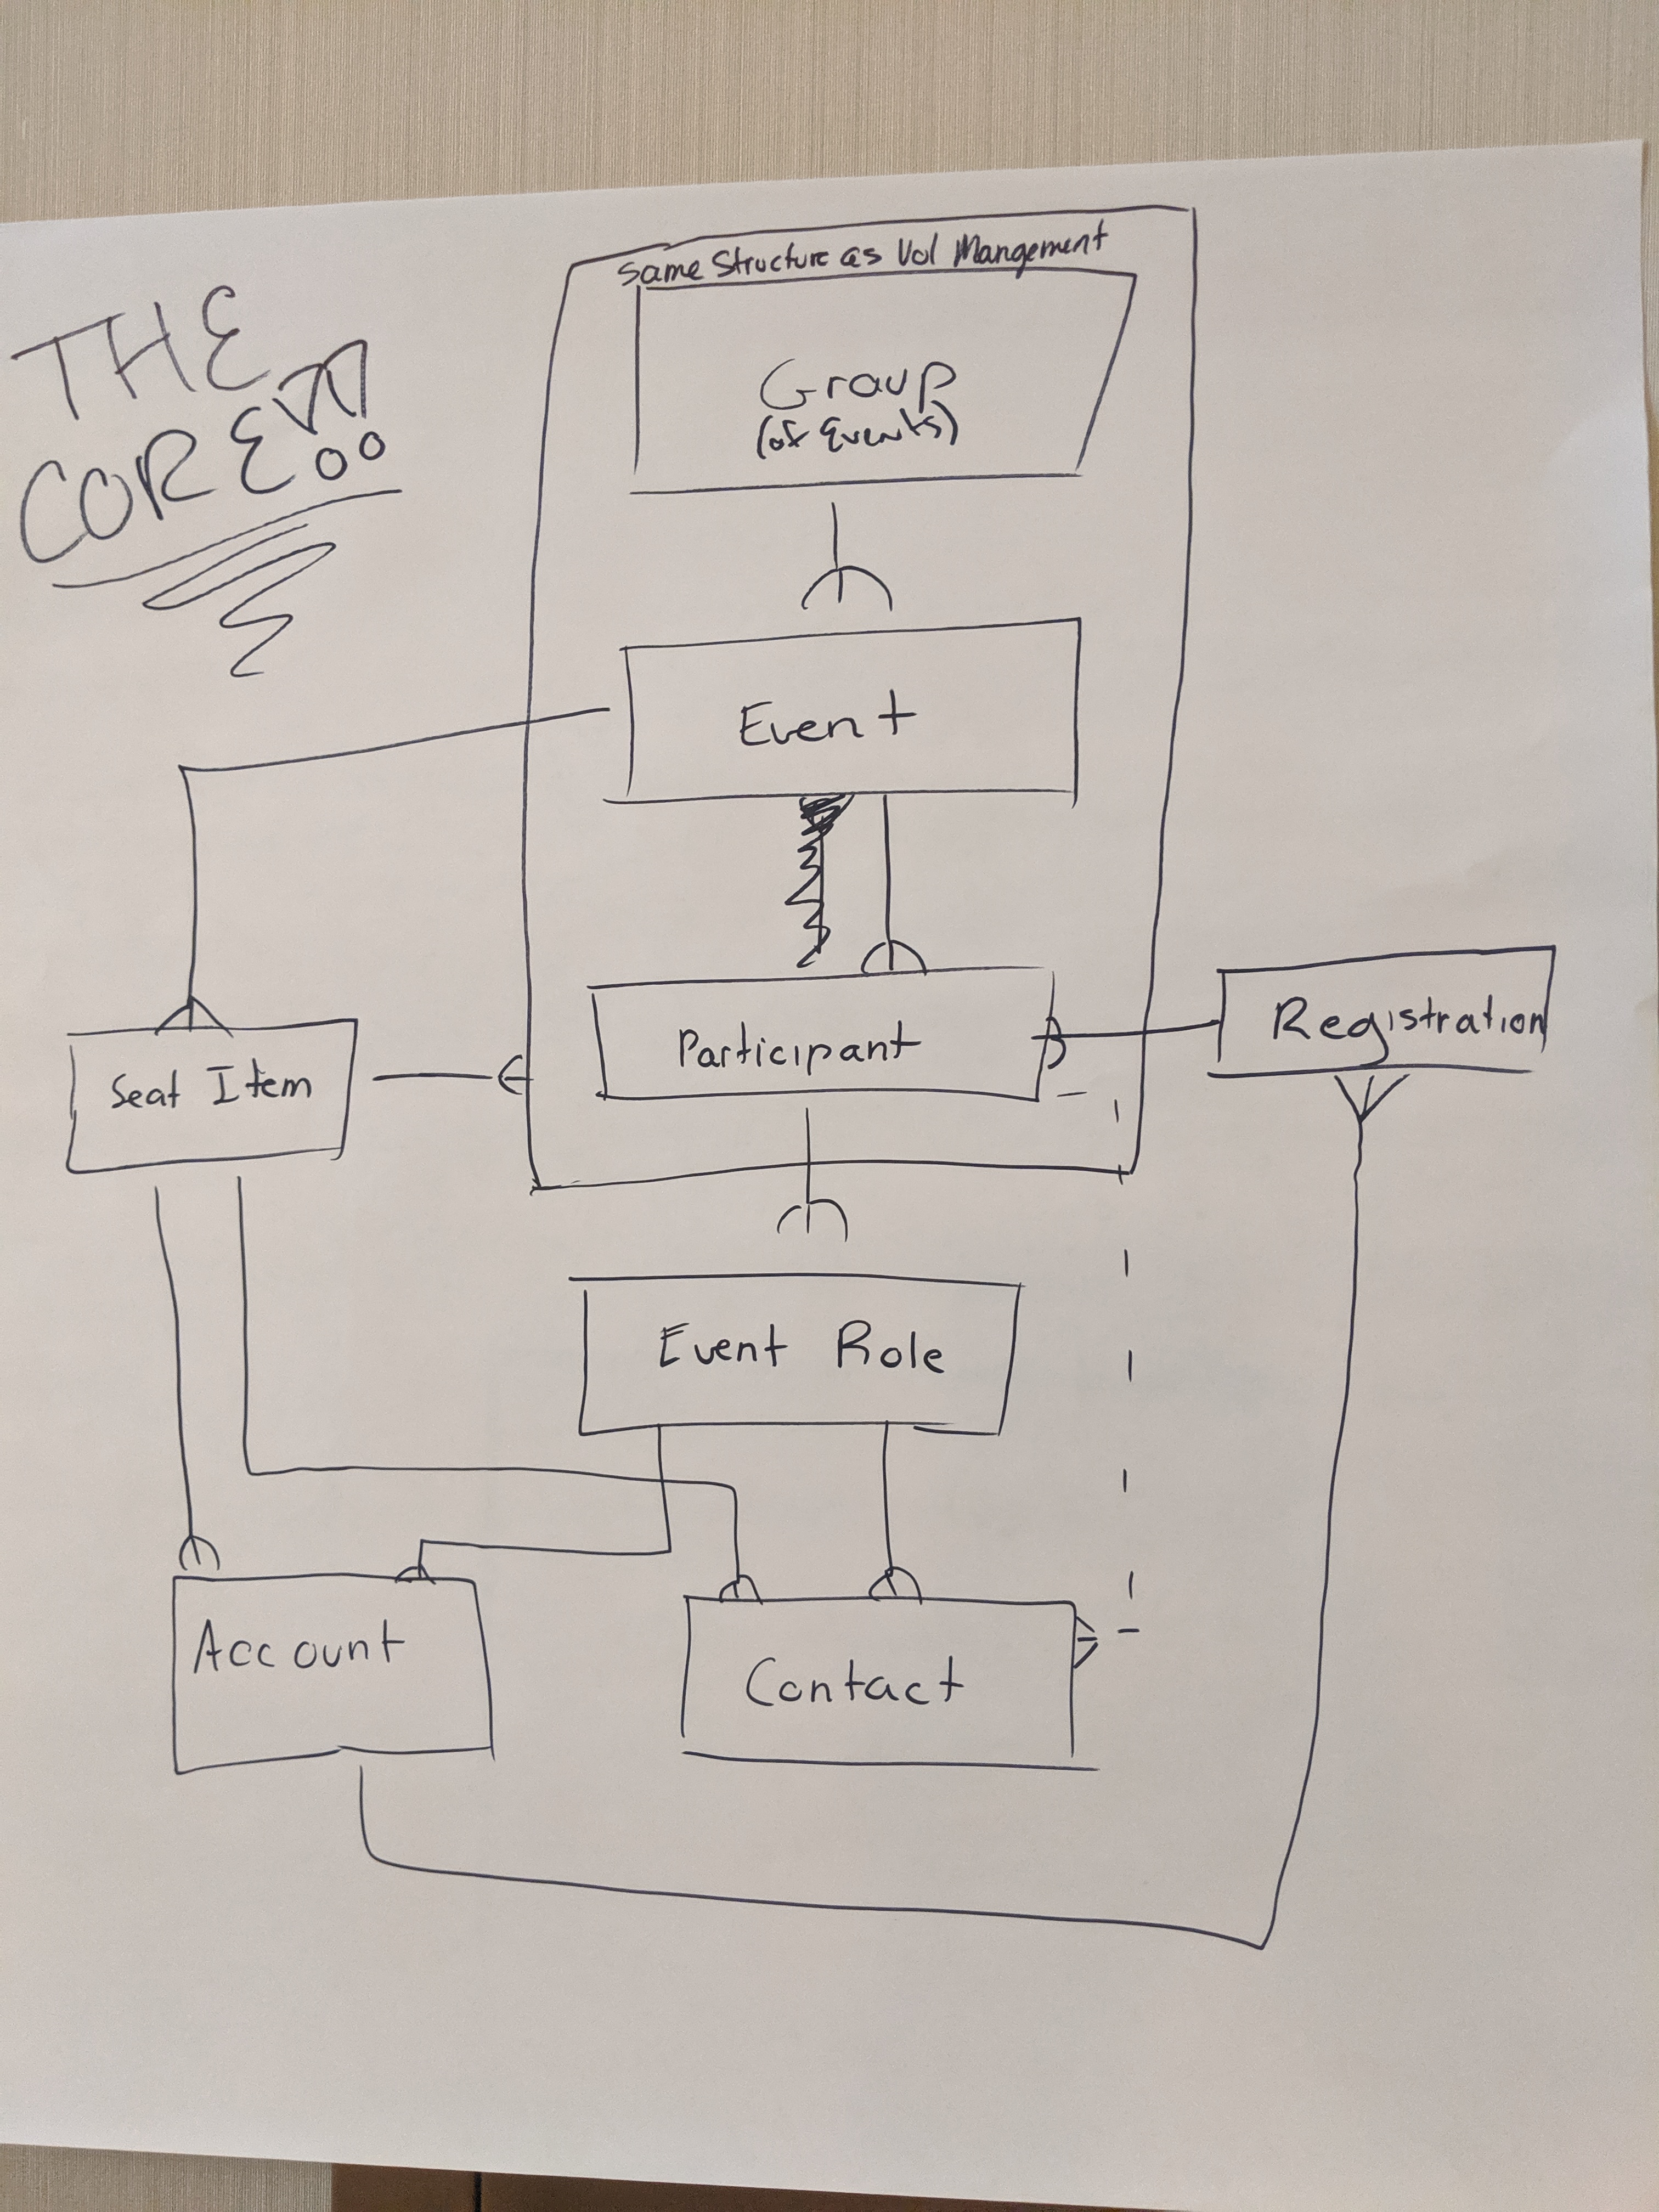 THE
CORE!!
Same Structure as Vol Mangement
Group
(of Events)
Event
Participant
Registration
Seat Item
Event Role
Account
Contact